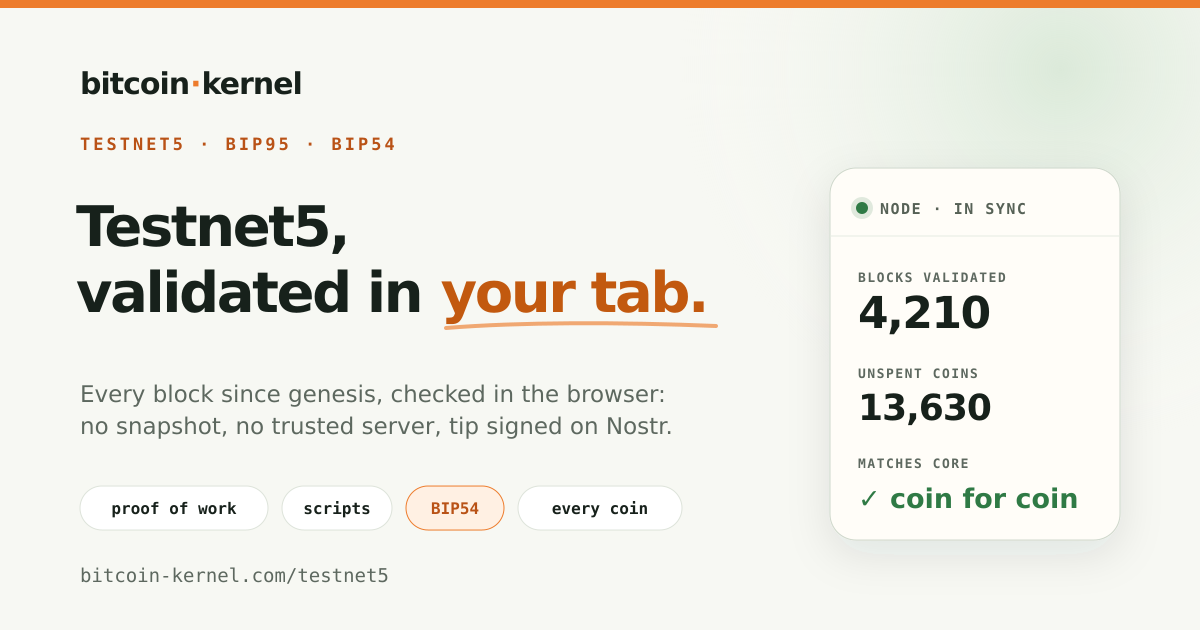 bitcoin·kernel
TESTNET5 · BIP95 · BIP54
Testnet5,
validated in your tab.
Every block since genesis, checked in the browser:
no snapshot, no trusted server, tip signed on Nostr.
proof of work
scripts
BIP54
every coin
bitcoin-kernel.com/testnet5
NODE · IN SYNC
BLOCKS VALIDATED
4,210
UNSPENT COINS
13,630
MATCHES CORE
✓ coin for coin